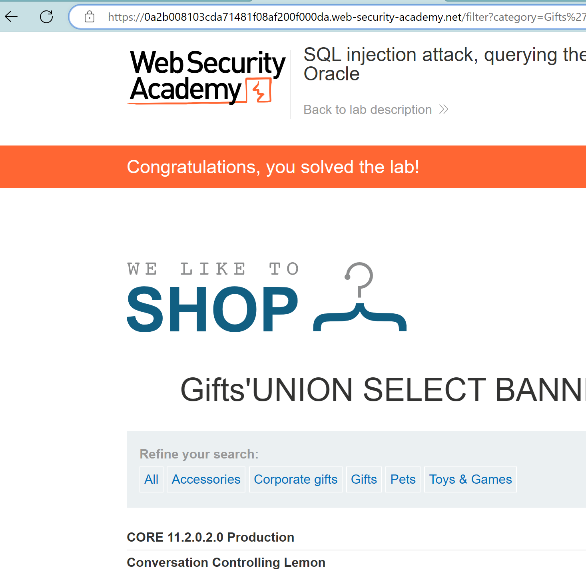 https://0a2b008103cda71481f08af200f000da.web-security-academy.net/filter?category=Gifts%27
Web Security
Academy
SQL injection attack, querying the
Oracle
Back to lab description
Congratulations, you solved the lab!
WE LIKE TO
SHOP
Gifts'UNION SELECT BANN
Refine your search:
All Accessories Corporate gifts Gifts Pets Toys & Games
CORE 11.2.0.2.0 Production
Conversation Controlling Lemon